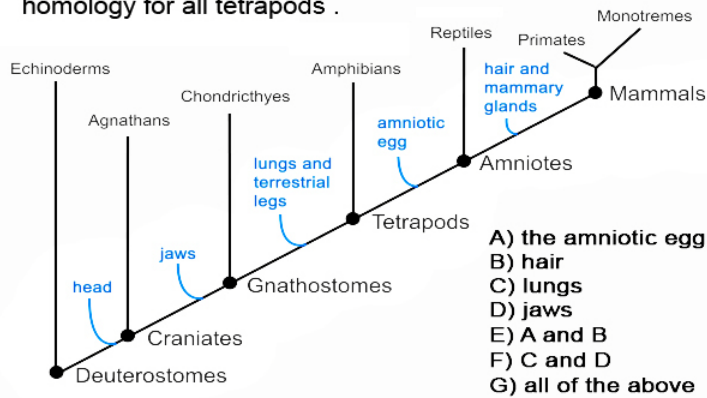 homology for all tetrapods .
Monotremes
Reptiles
Primates
Echinoderms
Amphibians
hair and
mammary
glands
Mammals
Chondricthyes
Agnathans
amniotic
egg
Amniotes
lungs and
terrestrial
legs
Tetrapods
jaws
Gnathostomes
head
Craniates
Deuterostomes
A) the amniotic egg
B) hair
C) lungs
D) jaws
E) A and B
F) C and D
G) all of the above